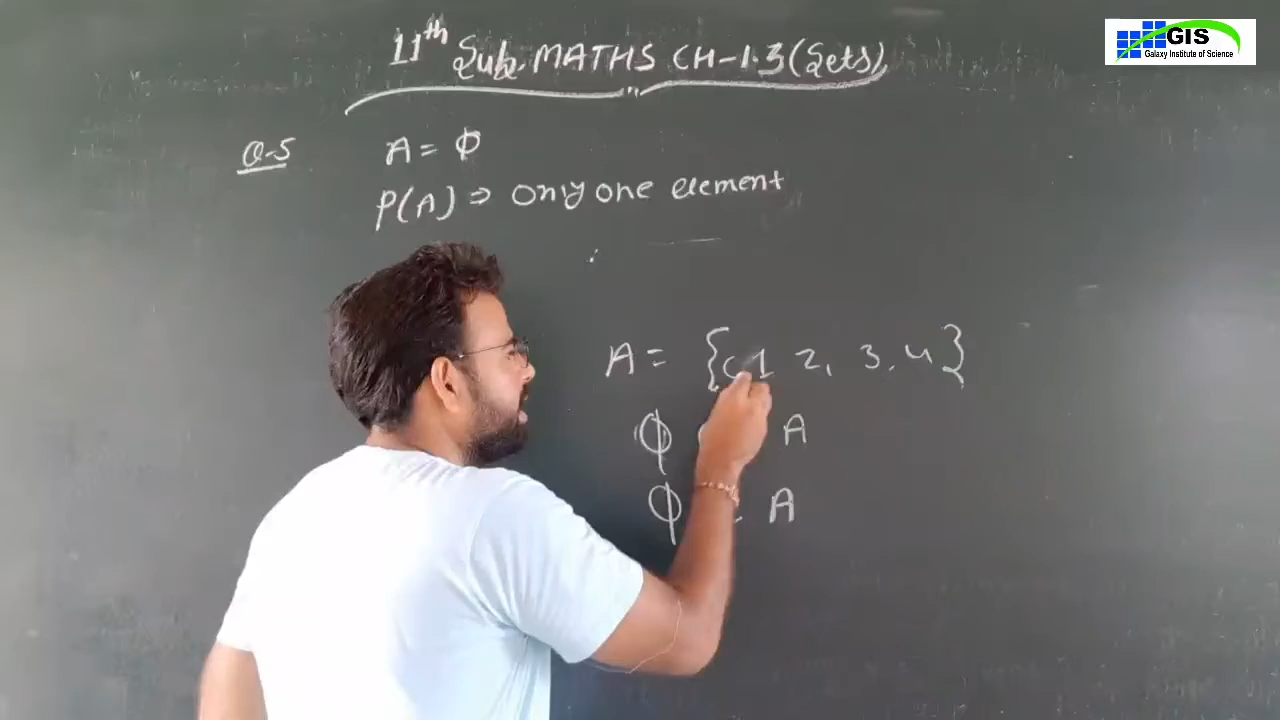 11th Sub. MATHS CH-1.3 (Sets)
GIS
Galaxy Institute of Science
Q-5 A = Φ
P(A) ⇒ Only one element
A = { 1 2, 3, 4 }
Φ A
Φ A